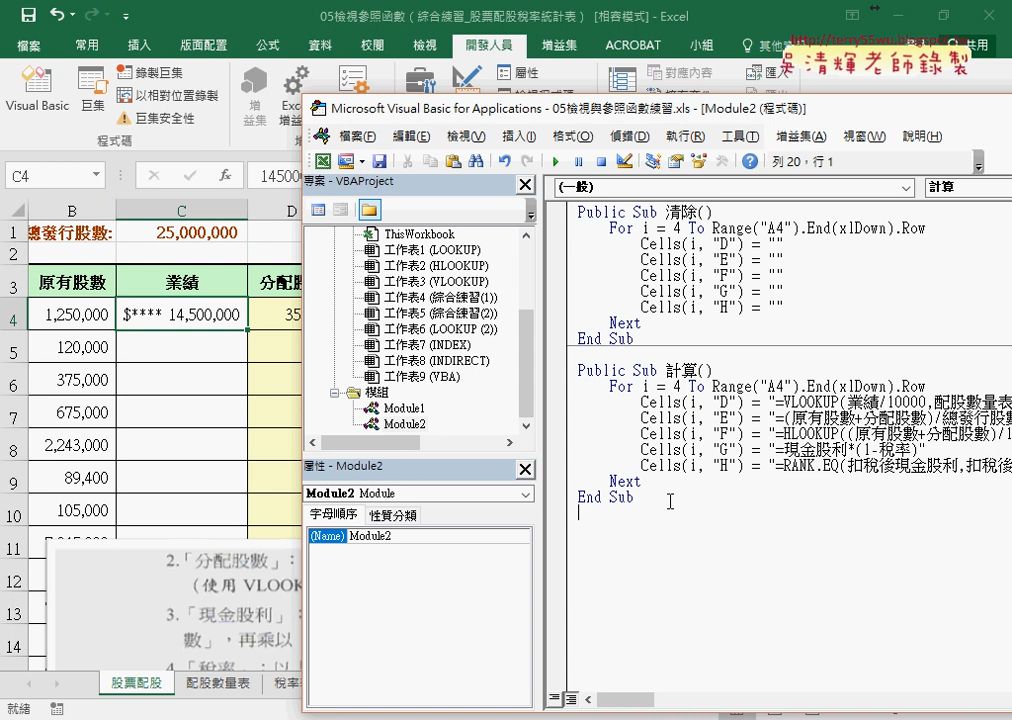 05檢視參照函數（綜合練習_股票配股稅率統計表） [相容模式] - Excel
檔案 常用 插入 版面配置 公式 資料 校閱 檢視 開發人員 增益集 ACROBAT 小組 其他 共用
吳清輝老師錄製
Visual Basic 巨集 錄製巨集 以相對位置錄製 巨集安全性
增益集 屬性 對應內容
程式碼
C4 fx 14500
B C D
1 總發行股數: 25,000,000
2
3 原有股數 業績 分配股
4 1,250,000 $**** 14,500,000 35
5 120,000
6 375,000
7 675,000
8 2,243,000
9 89,400
10 105,000
11
12
13
14
2.「分配股數」:
（使用 VLOOK
3.「現金股利」:
數」，再乘以
股票配股 配股數量表 稅率
就緒
Microsoft Visual Basic for Applications - 05檢視與參照函數練習.xls - [Module2 (程式碼)]
檔案(F) 編輯(E) 檢視(V) 插入(I) 格式(O) 偵錯(D) 執行(R) 工具(T) 增益集(A) 視窗(W) 說明(H)
列 20，行 1
專案 - VBAProject
ThisWorkbook
工作表1 (LOOKUP)
工作表2 (HLOOKUP)
工作表3 (VLOOKUP)
工作表4 (綜合練習(1))
工作表5 (綜合練習(2))
工作表6 (LOOKUP (2))
工作表7 (INDEX)
工作表8 (INDIRECT)
工作表9 (VBA)
模組
Module1
Module2
屬性 - Module2
Module2 Module
字母順序 性質分類
(Name) Module2
(一般) 計算
Public Sub 清除()
For i = 4 To Range("A4").End(xlDown).Row
Cells(i, "D") = ""
Cells(i, "E") = ""
Cells(i, "F") = ""
Cells(i, "G") = ""
Cells(i, "H") = ""
Next
End Sub
Public Sub 計算()
For i = 4 To Range("A4").End(xlDown).Row
Cells(i, "D") = "=VLOOKUP(業績/10000,配股數量表
Cells(i, "E") = "=(原有股數+分配股數)/總發行股數
Cells(i, "F") = "=HLOOKUP((原有股數+分配股數)/1
Cells(i, "G") = "=現金股利*(1-稅率)"
Cells(i, "H") = "=RANK.EQ(扣稅後現金股利,扣稅後
Next
End Sub